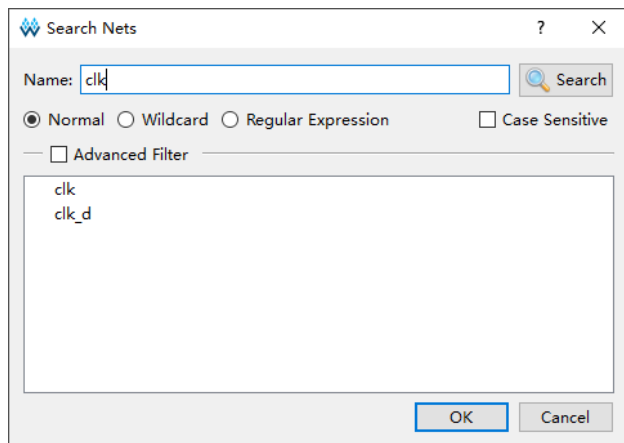 Search Nets
?
Name: clk Search
Normal Wildcard Regular Expression Case Sensitive
Advanced Filter
clk
clk_d
OK Cancel